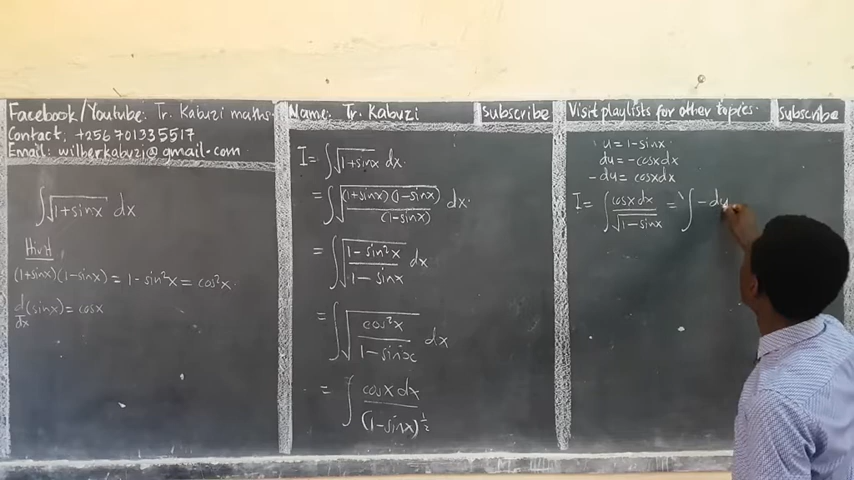 Facebook/Youtube: Tr. Kabuzi maths.
Contact: +256 701335517
Email: wilberkabuzi@gmail.com
∫√(1+sinx) dx
Hint
(1+sinx)(1-sinx) = 1-sin²x = cos²x.
d/dx (sinx) = cosx
Name: Tr. Kabuzi
subscribe
I = ∫√(1+sinx) dx.
= ∫√((1+sinx)(1-sinx)/(1-sinx)) dx.
= ∫√((1-sin²x)/(1-sinx)) dx
= ∫√(cos²x/(1-sinx)) dx
= ∫ cosx dx/(1-sinx)^(1/2)
Visit playlists for other topics.
subscribe
u = 1-sinx.
du = -cosxdx
-du = cosxdx
I = ∫ cosx dx/√(1-sinx) = ∫ -du